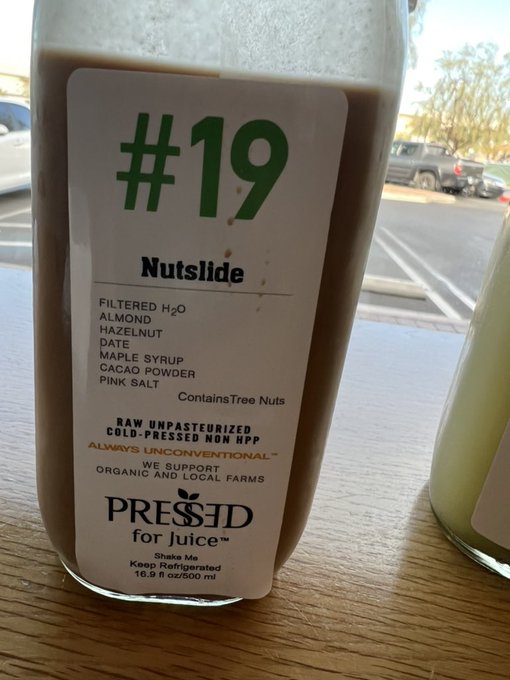 #19
Nutslide
FILTERED H₂O
ALMOND
HAZELNUT
DATE
MAPLE SYRUP
CACAO POWDER
PINK SALT
ContainsTree Nuts
RAW UNPASTEURIZED
COLD-PRESSED NON HPP
ALWAYS UNCONVENTIONAL™
WE SUPPORT
ORGANIC AND LOCAL FARMS
PRESSED
for Juice™
Shake Me
Keep Refrigerated
16.9 fl oz/500 ml